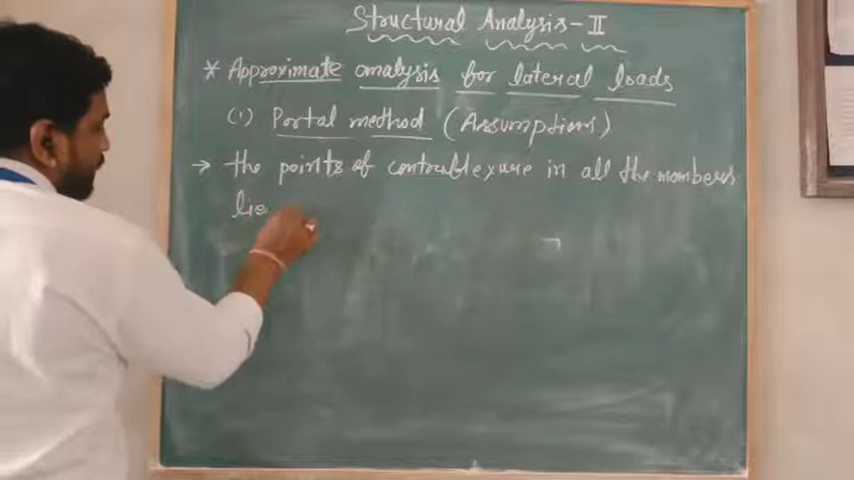 Structural Analysis - II
* Approximate analysis for lateral loads
(1) Portal method (Assumptions)
→ the points of contraflexure in all the members
lie